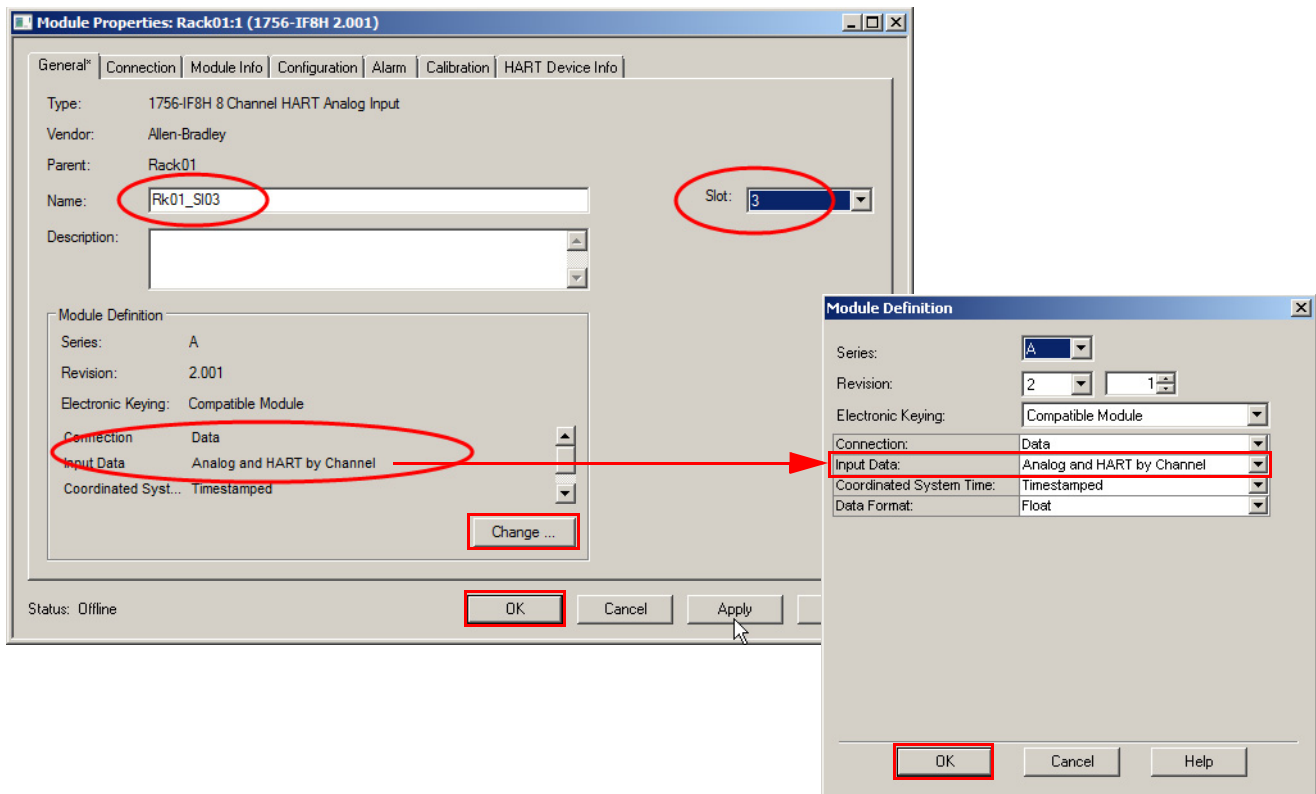 Module Properties: Rack01:1 (1756-IF8H 2.001)
General* Connection Module Info Configuration Alarm Calibration HART Device Info
Type: 1756-IF8H 8 Channel HART Analog Input
Vendor: Allen-Bradley
Parent: Rack01
Name: Rk01_Sl03
Slot: 3
Description:
Module Definition
Series: A
Revision: 2.001
Electronic Keying: Compatible Module
Connection Data
Input Data Analog and HART by Channel
Coordinated Syst... Timestamped
Change ...
Status: Offline
OK Cancel Apply
Module Definition
Series: A
Revision: 2 1
Electronic Keying: Compatible Module
Connection: Data
Input Data: Analog and HART by Channel
Coordinated System Time: Timestamped
Data Format: Float
OK Cancel Help